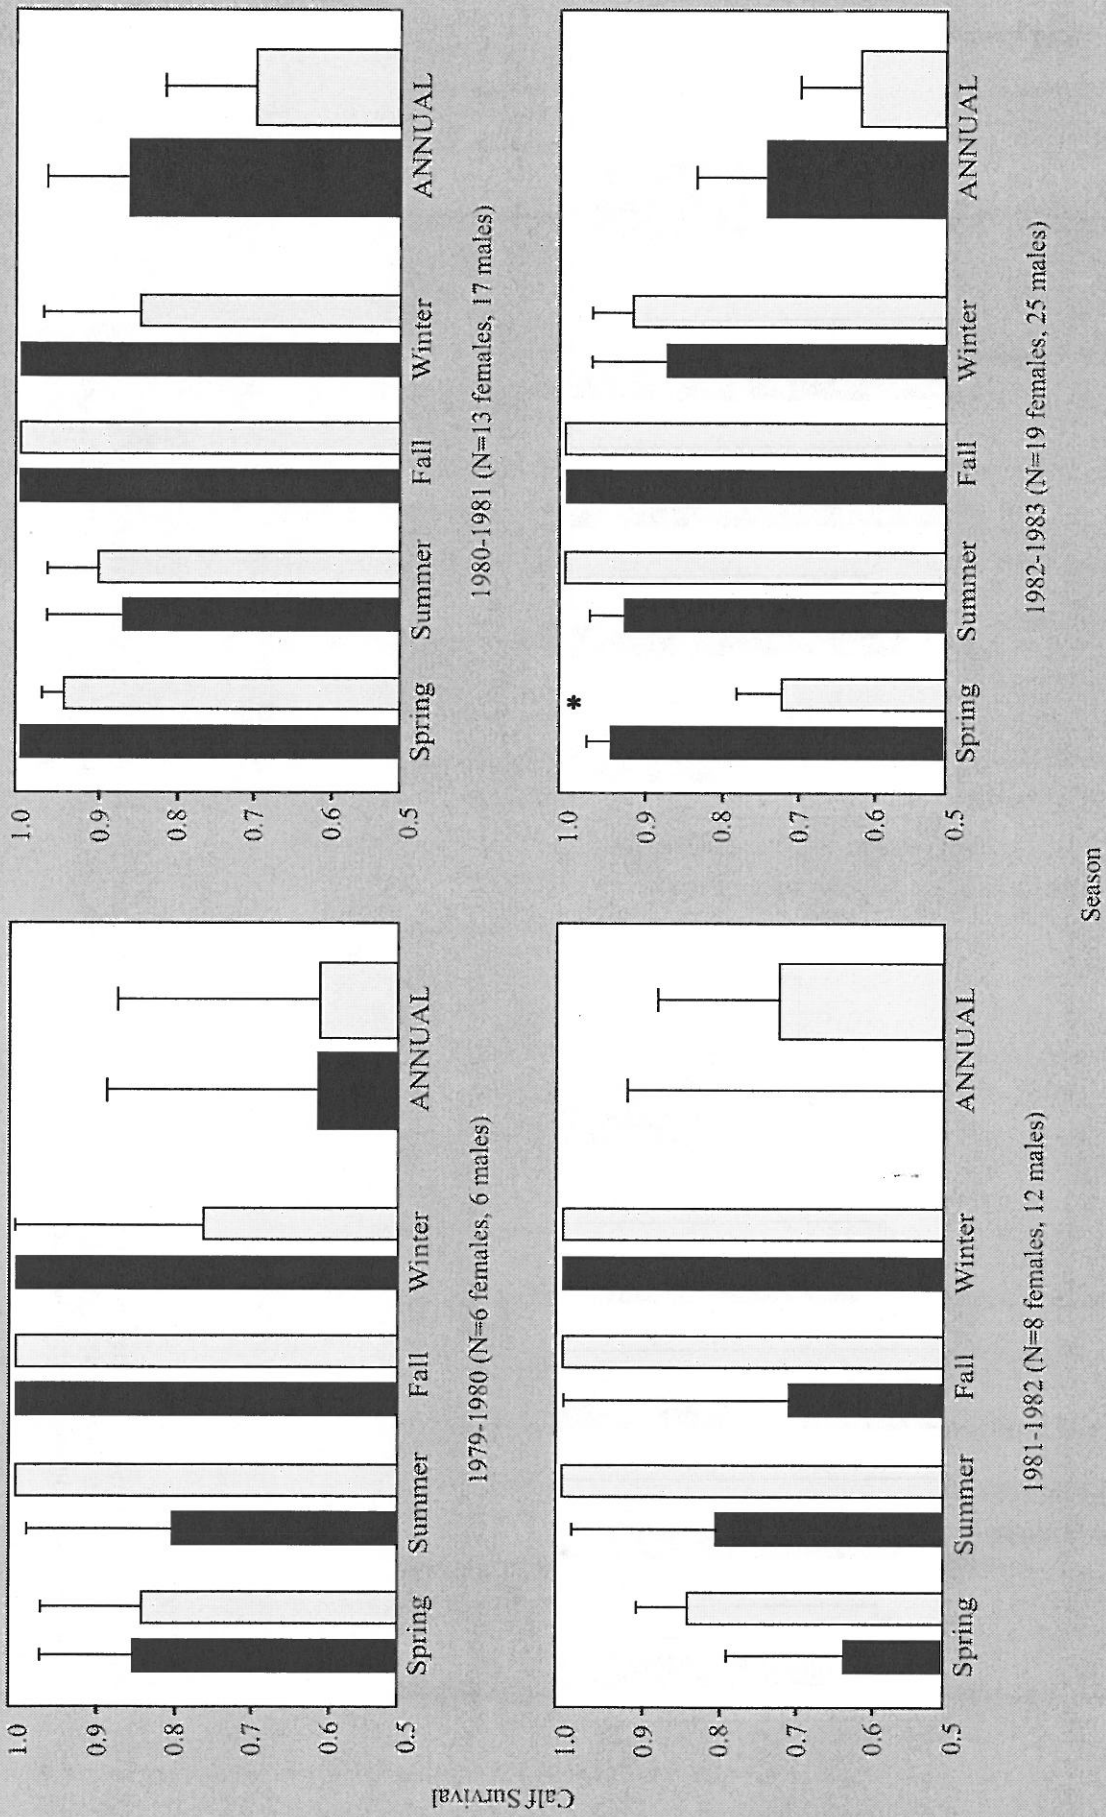 1.0
0.9
0.8
0.7
0.6
0.5
Spring Summer Fall Winter ANNUAL
1979-1980 (N=6 females, 6 males)
1.0
0.9
0.8
0.7
0.6
0.5
Spring Summer Fall Winter ANNUAL
1980-1981 (N=13 females, 17 males)
Calf Survival
1.0
0.9
0.8
0.7
0.6
0.5
Spring Summer Fall Winter ANNUAL
1981-1982 (N=8 females, 12 males)
*
1.0
0.9
0.8
0.7
0.6
0.5
Spring Summer Fall Winter ANNUAL
1982-1983 (N=19 females, 25 males)
Season